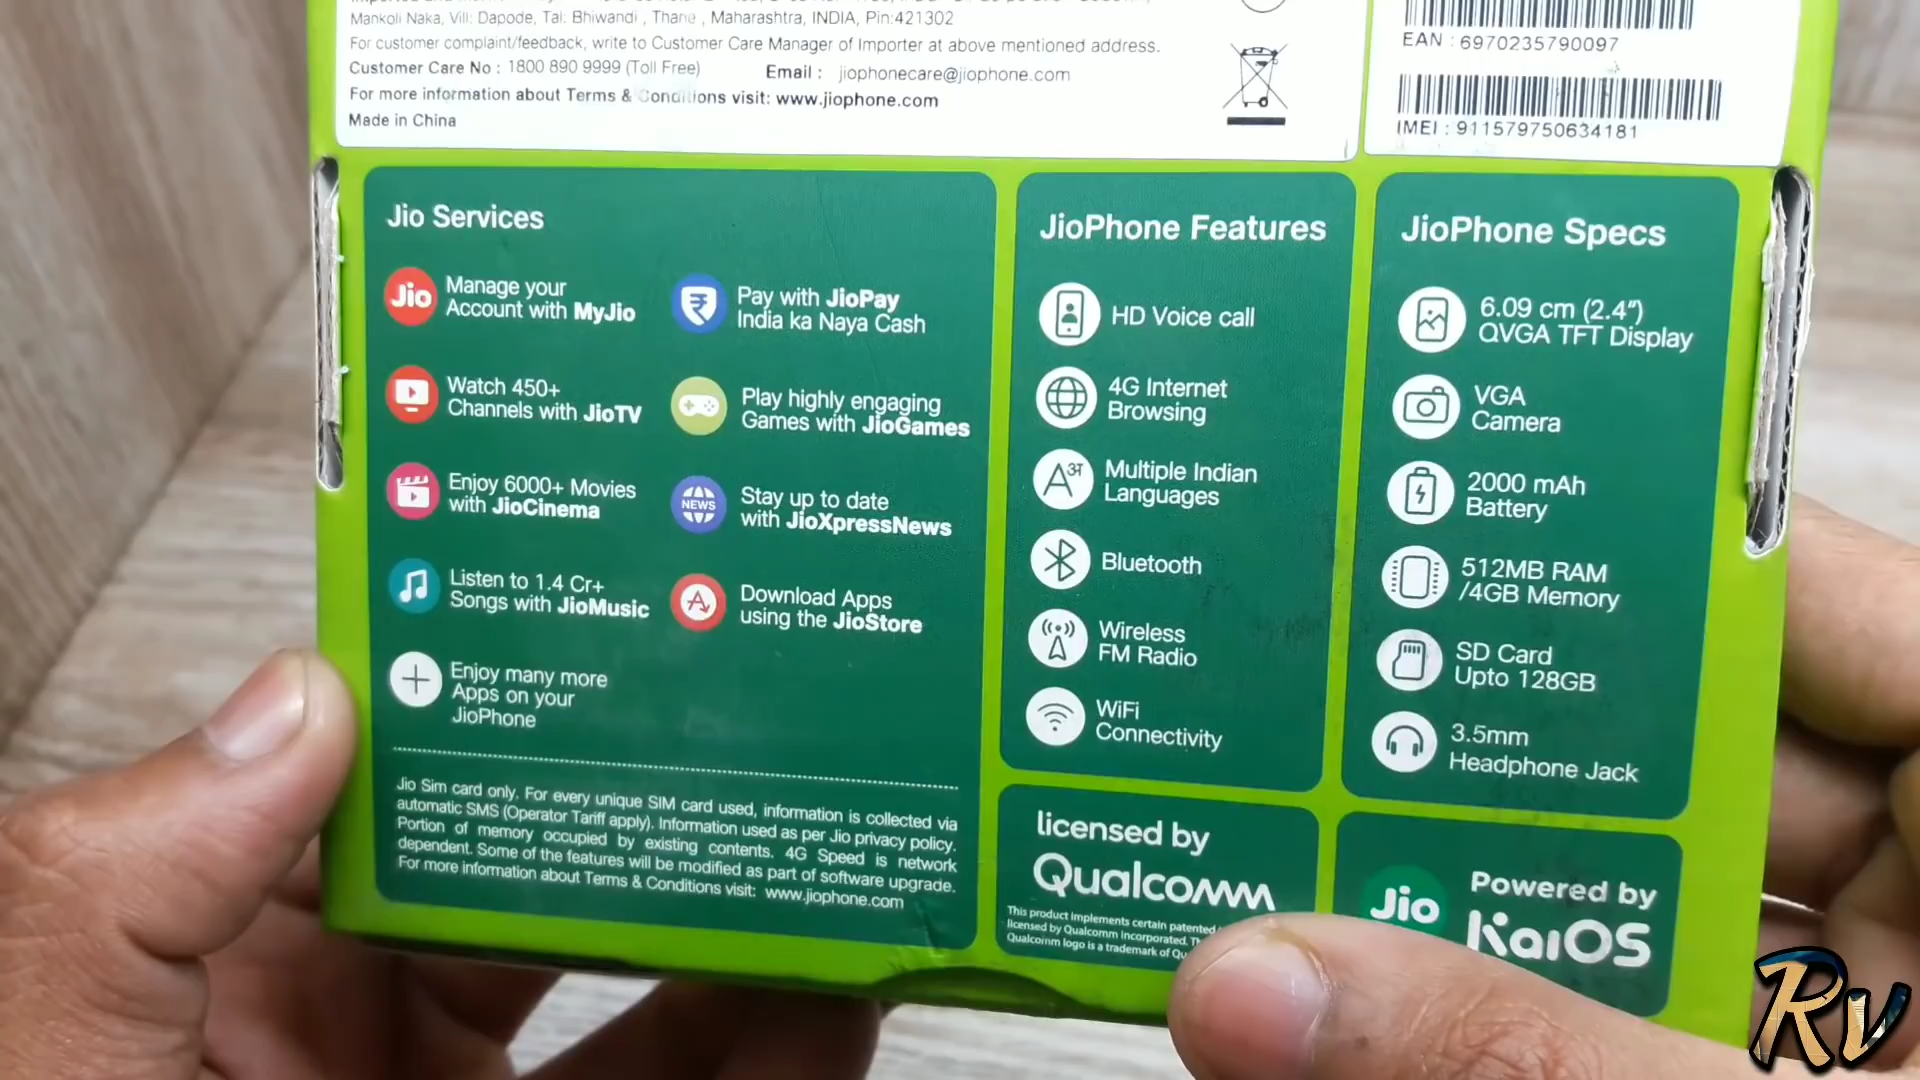 Mankoli Naka, Vill: Dapode, Tal: Bhiwandi, Thane, Maharashtra, INDIA, Pin:421302
For customer complaint/feedback, write to Customer Care Manager of Importer at above mentioned address.
Customer Care No : 1800 890 9999 (Toll Free) Email : jiophonecare@jiophone.com
For more information about Terms & Conditions visit: www.jiophone.com
Made in China
EAN : 6970235790097
IMEI : 911579750634181
Jio Services
Jio
Manage your
Account with MyJio
Watch 450+
Channels with JioTV
Enjoy 6000+ Movies
with JioCinema
Listen to 1.4 Cr+
Songs with JioMusic
Enjoy many more
Apps on your
JioPhone
₹
Pay with JioPay
India ka Naya Cash
Play highly engaging
Games with JioGames
NEWS
Stay up to date
with JioXpressNews
Download Apps
using the JioStore
Jio Sim card only. For every unique SIM card used, information is collected via
automatic SMS (Operator Tariff apply). Information used as per Jio privacy policy.
Portion of memory occupied by existing contents. 4G Speed is network
dependent. Some of the features will be modified as part of software upgrade.
For more information about Terms & Conditions visit: www.jiophone.com
JioPhone Features
HD Voice call
4G Internet
Browsing
A अ
Multiple Indian
Languages
Bluetooth
Wireless
FM Radio
WiFi
Connectivity
JioPhone Specs
6.09 cm (2.4")
QVGA TFT Display
VGA
Camera
2000 mAh
Battery
512MB RAM
/4GB Memory
SD Card
Upto 128GB
3.5mm
Headphone Jack
licensed by
Qualcomm
This product implements certain patented
licensed by Qualcomm Incorporated.
Qualcomm logo is a trademark of
Jio
Powered by
KaiOS
RV